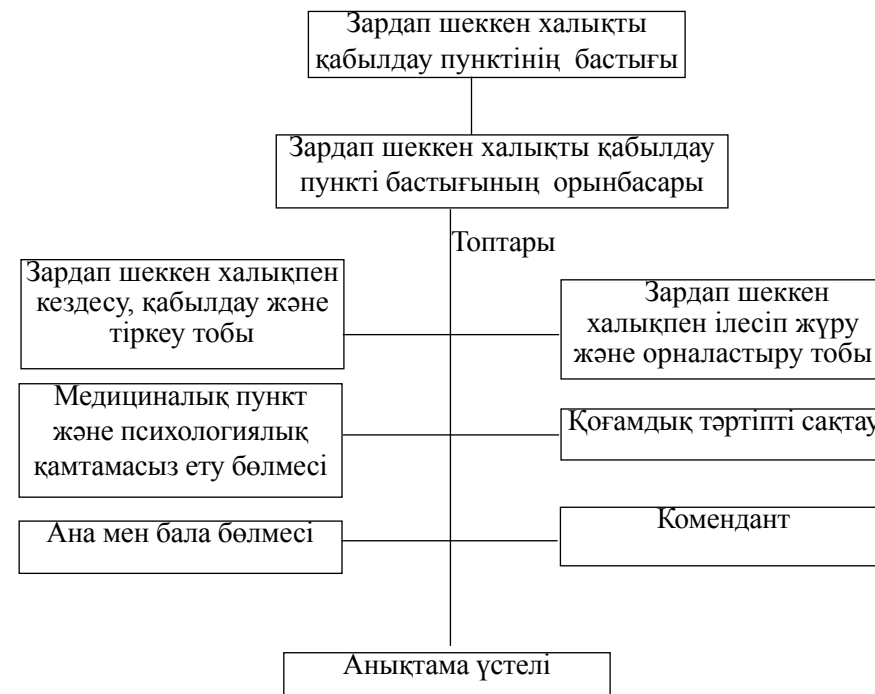 Зардап шеккен халықты
қабылдау пунктінің бастығы
Зардап шеккен халықты қабылдау
пункті бастығының орынбасары
Топтары
Зардап шеккен халықпен
кездесу, қабылдау және
тіркеу тобы
Зардап шеккен
халықпен ілесіп жүру
және орналастыру тобы
Медициналық пункт
және психологиялық
қамтамасыз ету бөлмесі
Қоғамдық тәртіпті сақтау
Ана мен бала бөлмесі
Комендант
Анықтама үстелі